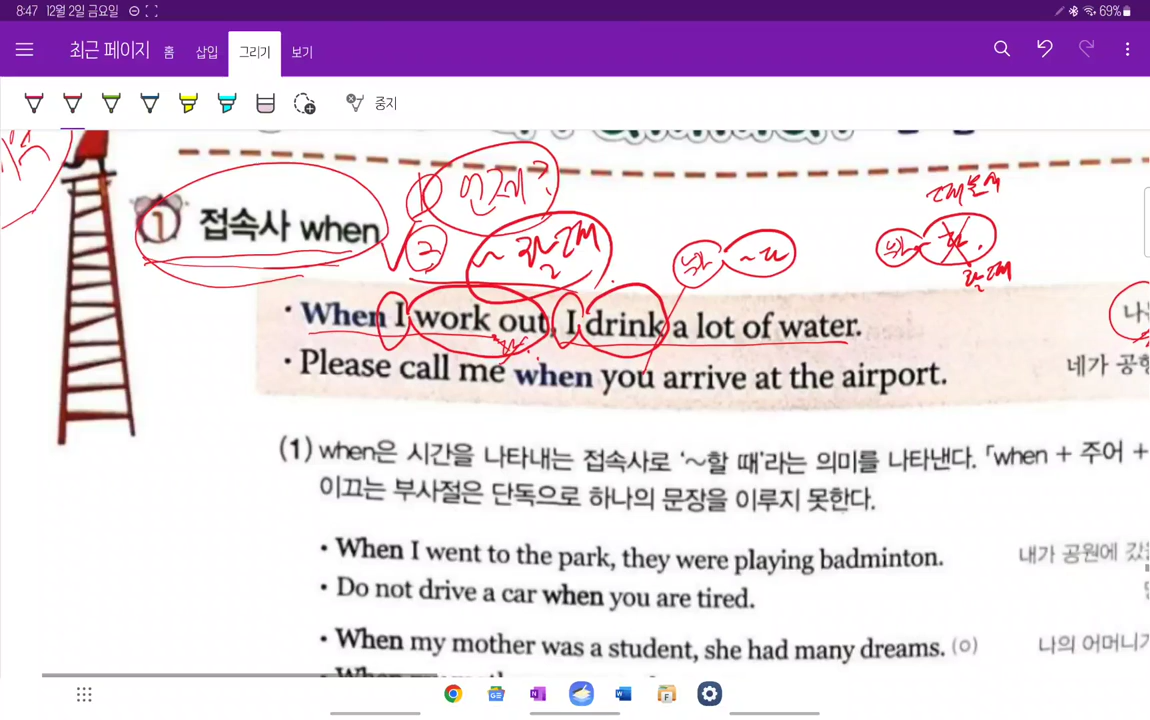 8:47 12월 2일 금요일 69%
최근 페이지 홈 삽입 그리기 보기
중지
① 언제?
1 접속사 when
② ~할 때
~다
할 때
When I work out, I drink a lot of water.
나는
Please call me when you arrive at the airport.
네가 공항
(1) when은 시간을 나타내는 접속사로 '~할 때'라는 의미를 나타낸다. 「when + 주어 +
이끄는 부사절은 단독으로 하나의 문장을 이루지 못한다.
When I went to the park, they were playing badminton.
내가 공원에 갔을
Do not drive a car when you are tired.
When my mother was a student, she had many dreams. (○)
나의 어머니가